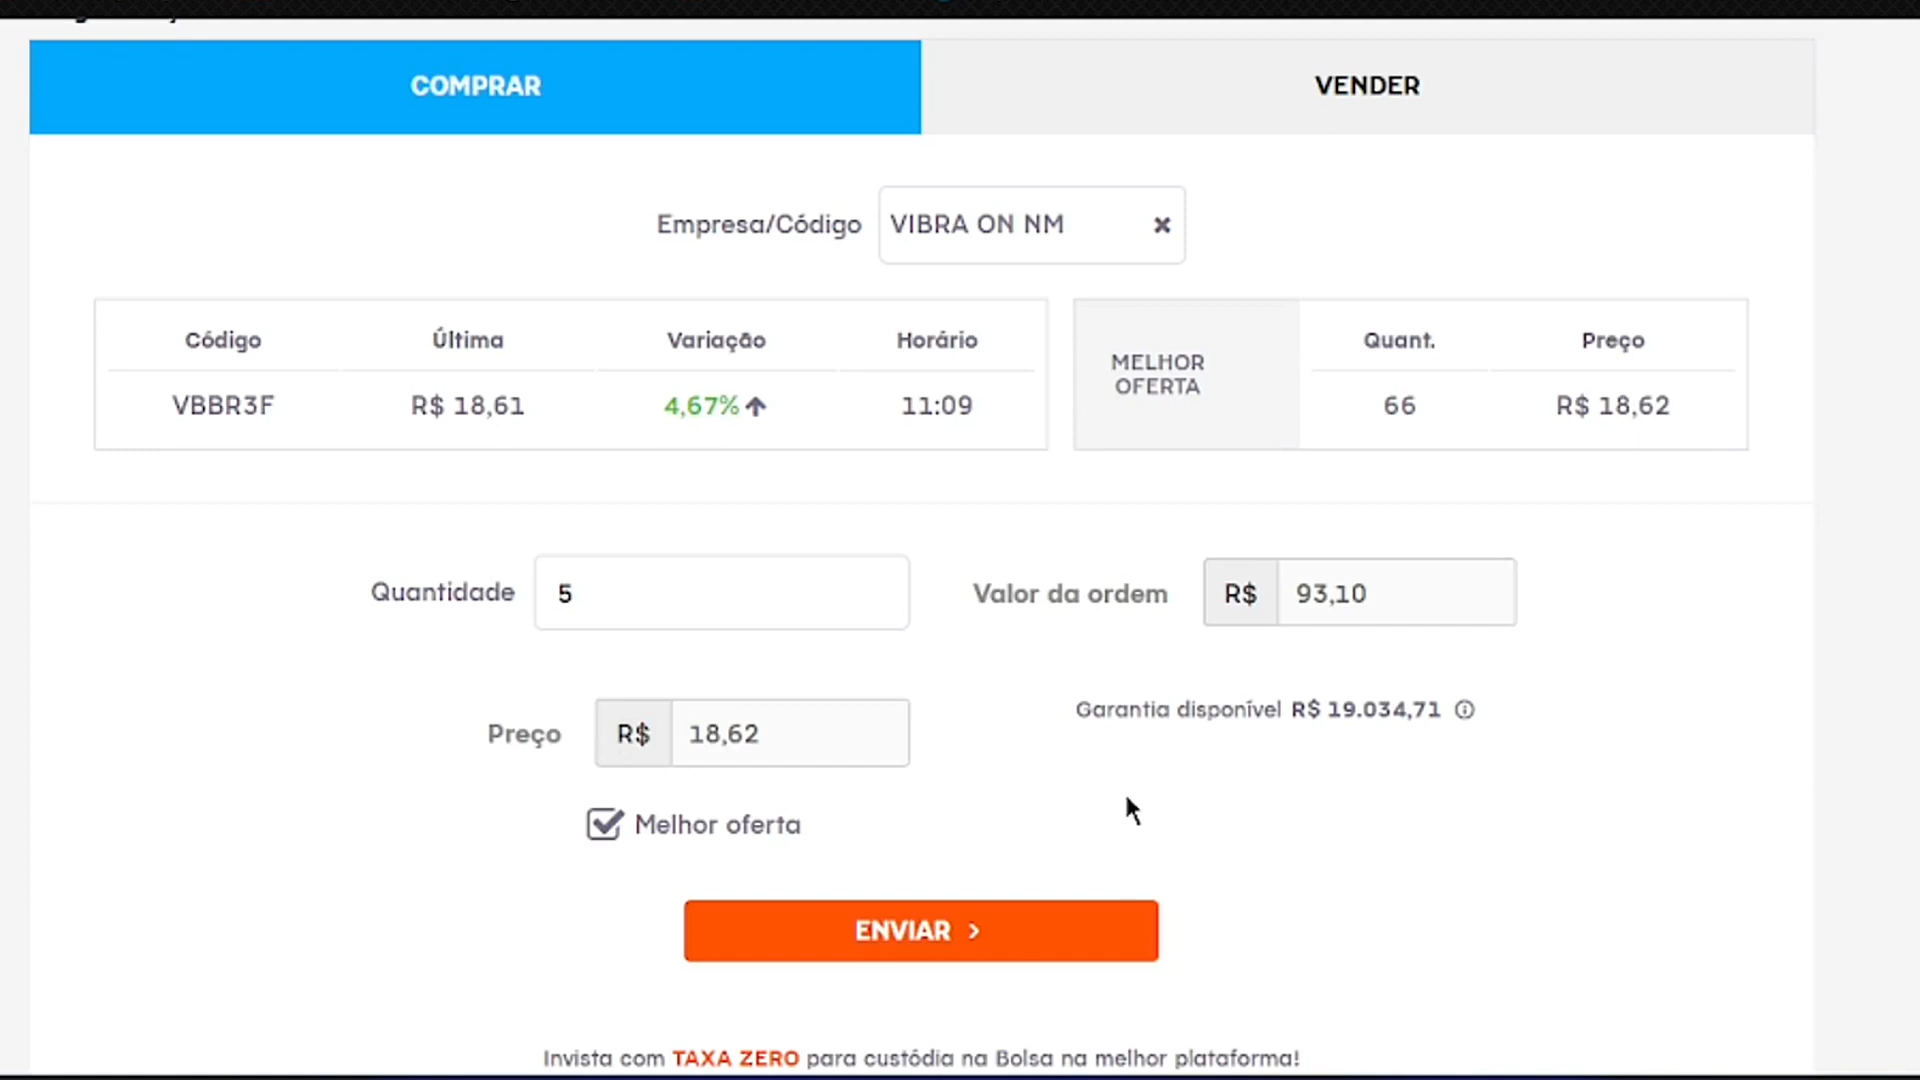 COMPRAR
VENDER
Empresa/Código VIBRA ON NM
Código Última Variação Horário
VBBR3F R$ 18,61 4,67% 11:09
MELHOR OFERTA
Quant. Preço
66 R$ 18,62
Quantidade 5
Valor da ordem R$ 93,10
Preço R$ 18,62
Garantia disponível R$ 19.034,71
Melhor oferta
ENVIAR
Invista com TAXA ZERO para custódia na Bolsa na melhor plataforma!